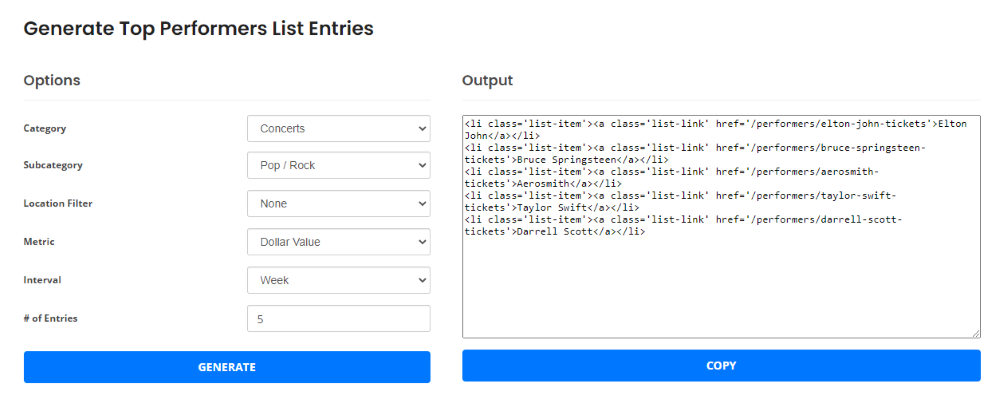 Generate Top Performers List Entries
Options
Category
Concerts
Subcategory
Pop / Rock
Location Filter
None
Metric
Dollar Value
Interval
Week
# of Entries
5
GENERATE
Output
<li class='list-item'><a class='list-link' href='/performers/elton-john-tickets'>Elton
John</a></li>
<li class='list-item'><a class='list-link' href='/performers/bruce-springsteen-
tickets'>Bruce Springsteen</a></li>
<li class='list-item'><a class='list-link' href='/performers/aerosmith-
tickets'>Aerosmith</a></li>
<li class='list-item'><a class='list-link' href='/performers/taylor-swift-
tickets'>Taylor Swift</a></li>
<li class='list-item'><a class='list-link' href='/performers/darrell-scott-
tickets'>Darrell Scott</a></li>
COPY